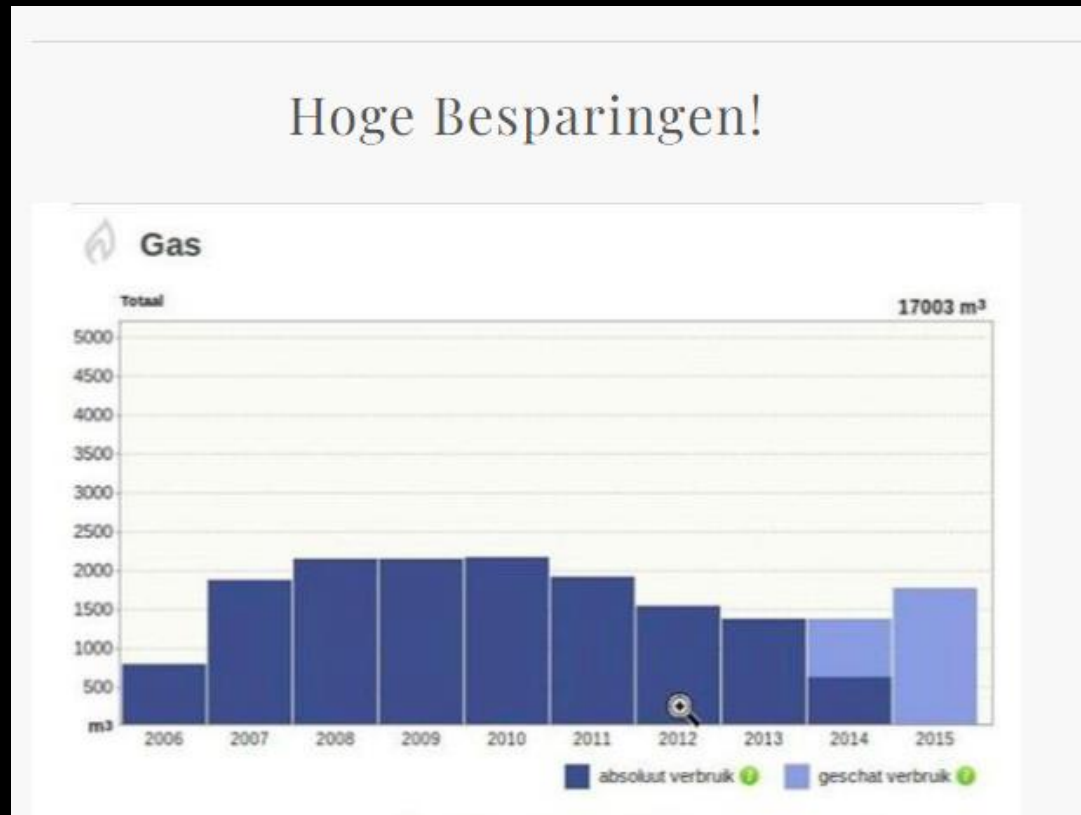 Hoge Besparingen!
Gas
Totaal
17003 m³
5000
4500
4000
3500
3000
2500
2000
1500
1000
500
m3
2006 2007 2008 2009 2010 2011 2012 2013 2014 2015
absoluut verbruik ? geschat verbruik ?